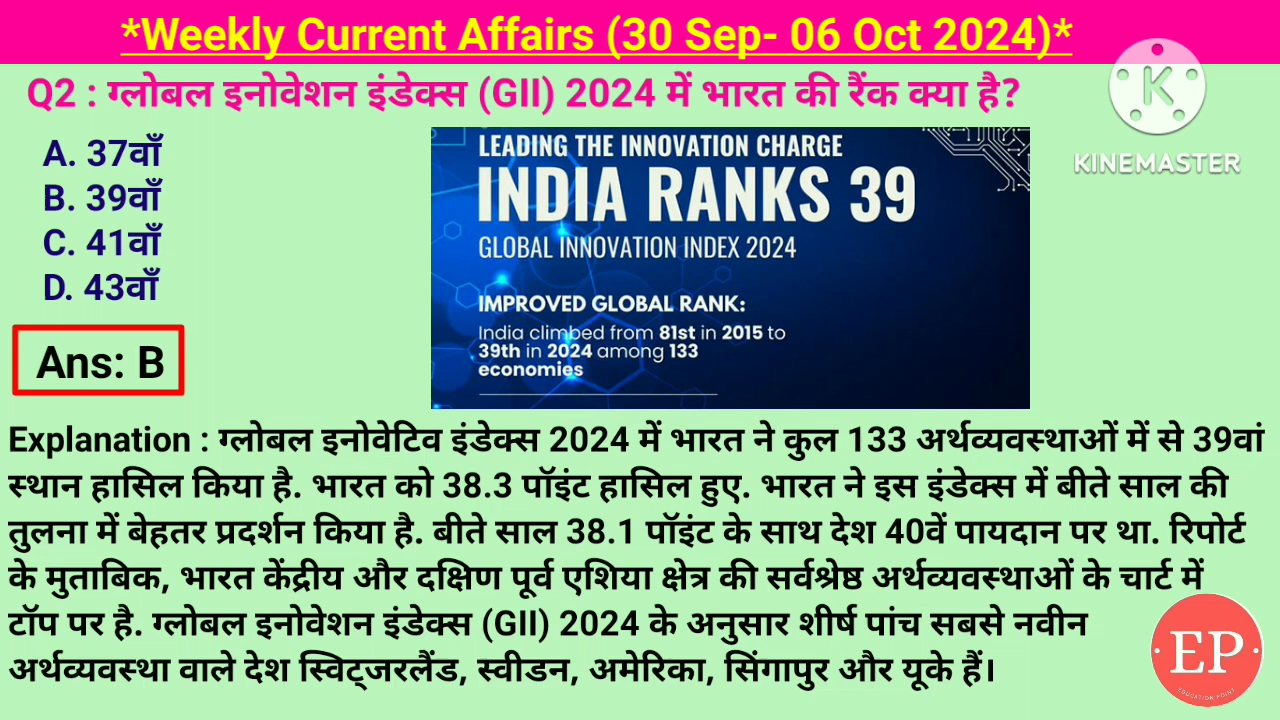 *Weekly Current Affairs (30 Sep- 06 Oct 2024)*
Q2 : ग्लोबल इनोवेशन इंडेक्स (GII) 2024 में भारत की रैंक क्या है?
A. 37वाँ
B. 39वाँ
C. 41वाँ
D. 43वाँ
Ans: B
LEADING THE INNOVATION CHARGE
INDIA RANKS 39
GLOBAL INNOVATION INDEX 2024
IMPROVED GLOBAL RANK:
India climbed from 81st in 2015 to
39th in 2024 among 133
economies
K
KINEMASTER
Explanation : ग्लोबल इनोवेटिव इंडेक्स 2024 में भारत ने कुल 133 अर्थव्यवस्थाओं में से 39वां
स्थान हासिल किया है. भारत को 38.3 पॉइंट हासिल हुए. भारत ने इस इंडेक्स में बीते साल की
तुलना में बेहतर प्रदर्शन किया है. बीते साल 38.1 पॉइंट के साथ देश 40वें पायदान पर था. रिपोर्ट
के मुताबिक, भारत केंद्रीय और दक्षिण पूर्व एशिया क्षेत्र की सर्वश्रेष्ठ अर्थव्यवस्थाओं के चार्ट में
टॉप पर है. ग्लोबल इनोवेशन इंडेक्स (GII) 2024 के अनुसार शीर्ष पांच सबसे नवीन
अर्थव्यवस्था वाले देश स्विट्जरलैंड, स्वीडन, अमेरिका, सिंगापुर और यूके हैं।
EP
EDUCATION POINT